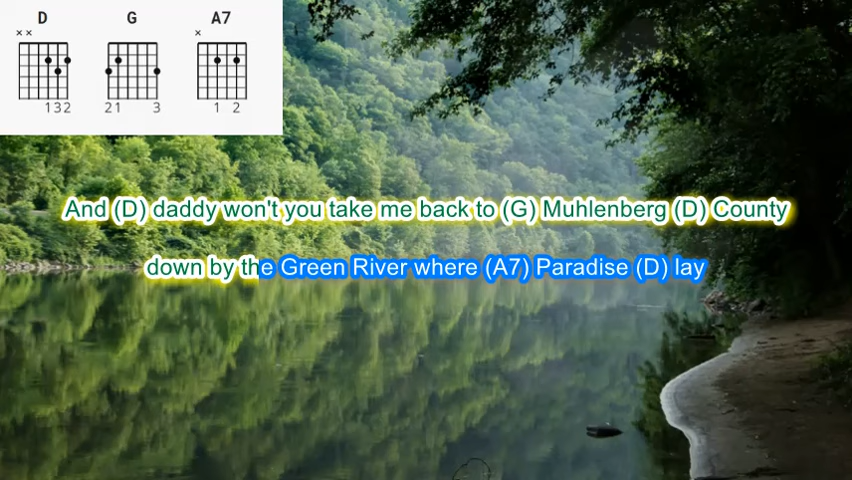 D G A7
×× ×
132 21 3 1 2
And (D) daddy won't you take me back to (G) Muhlenberg (D) County
down by the Green River where (A7) Paradise (D) lay